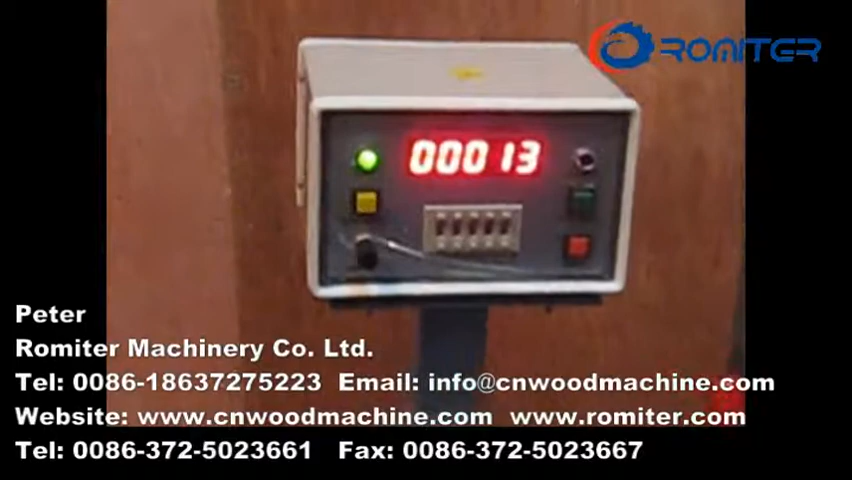 ROMITER
00013
Peter
Romiter Machinery Co. Ltd.
Tel: 0086-18637275223 Email: info@cnwoodmachine.com
Website: www.cnwoodmachine.com www.romiter.com
Tel: 0086-372-5023661 Fax: 0086-372-5023667